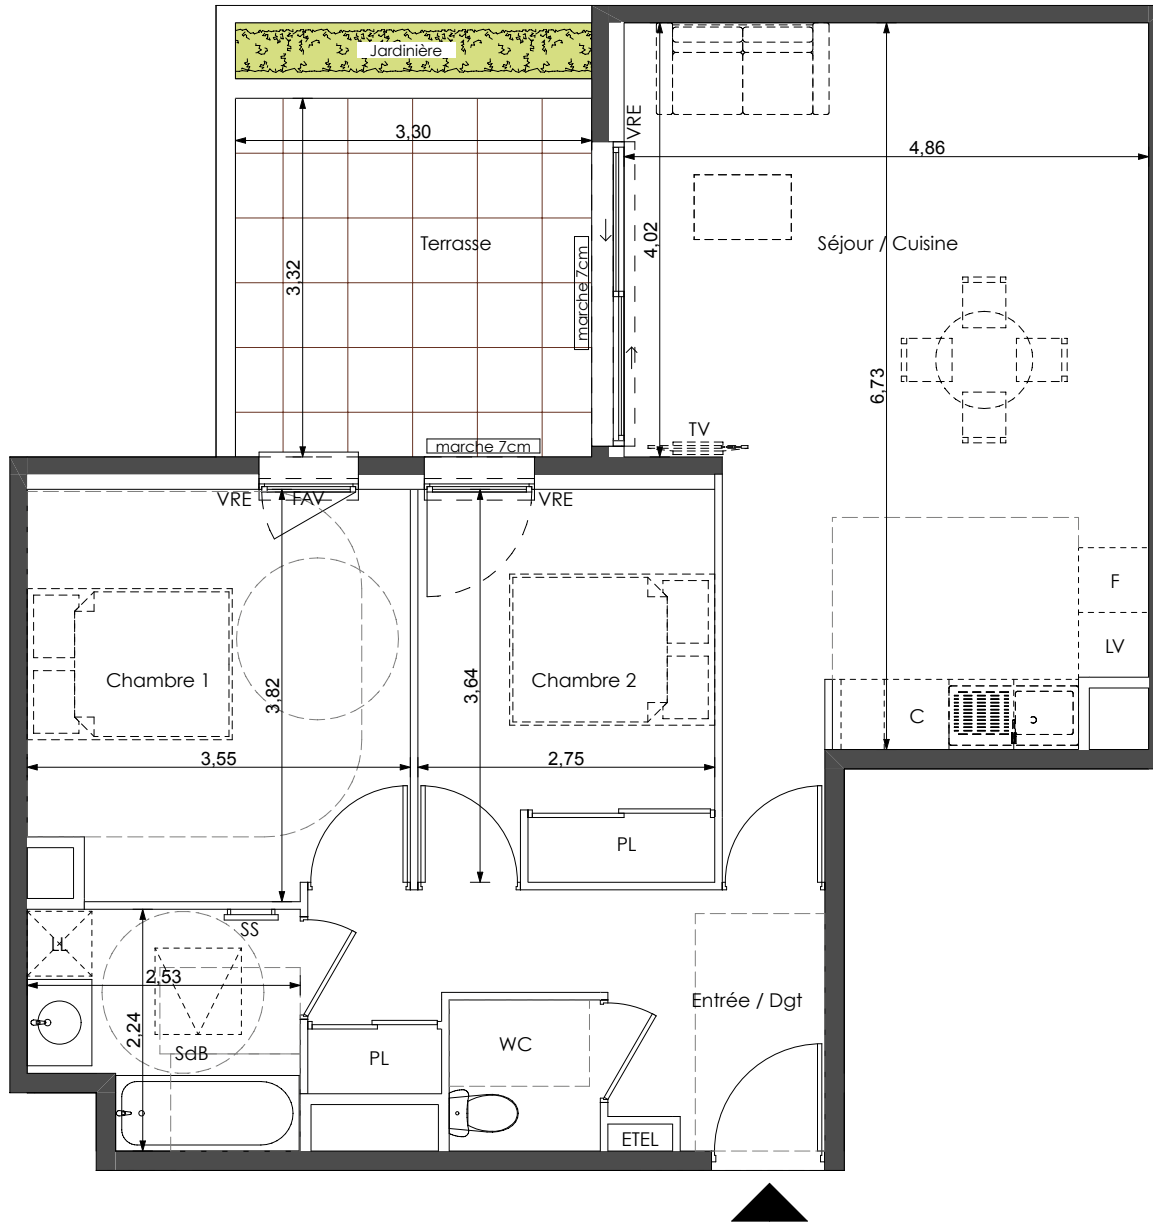 Jardinière
3,30
VRE
4,86
Terrasse
marche 7cm
4,02
Séjour / Cuisine
3,32
6,73
TV
marche 7cm
VRE
FAV
VRE
F
LV
Chambre 1
3,82
3,64
Chambre 2
C
3,55
2,75
PL
LL
SS
2,53
2,24
SdB
Entrée / Dgt
WC
PL
ETEL